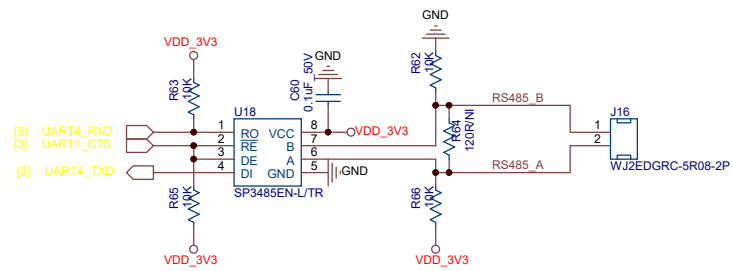 GND
VDD_3V3
GND
R62
10K
R63
10K
C60
0.1uF_50V
U18
RS485_B
J16
{3} UART4_RXD
1 RO VCC 8
VDD_3V3
R64
120R/NI
1
{3} UART1_CTS
2 RE B 7
3 DE A 6
2
{3} UART4_TXD
4 DI GND 5
GND
RS485_A
WJ2EDGRC-5R08-2P
SP3485EN-L/TR
R65
10K
R66
10K
VDD_3V3
VDD_3V3